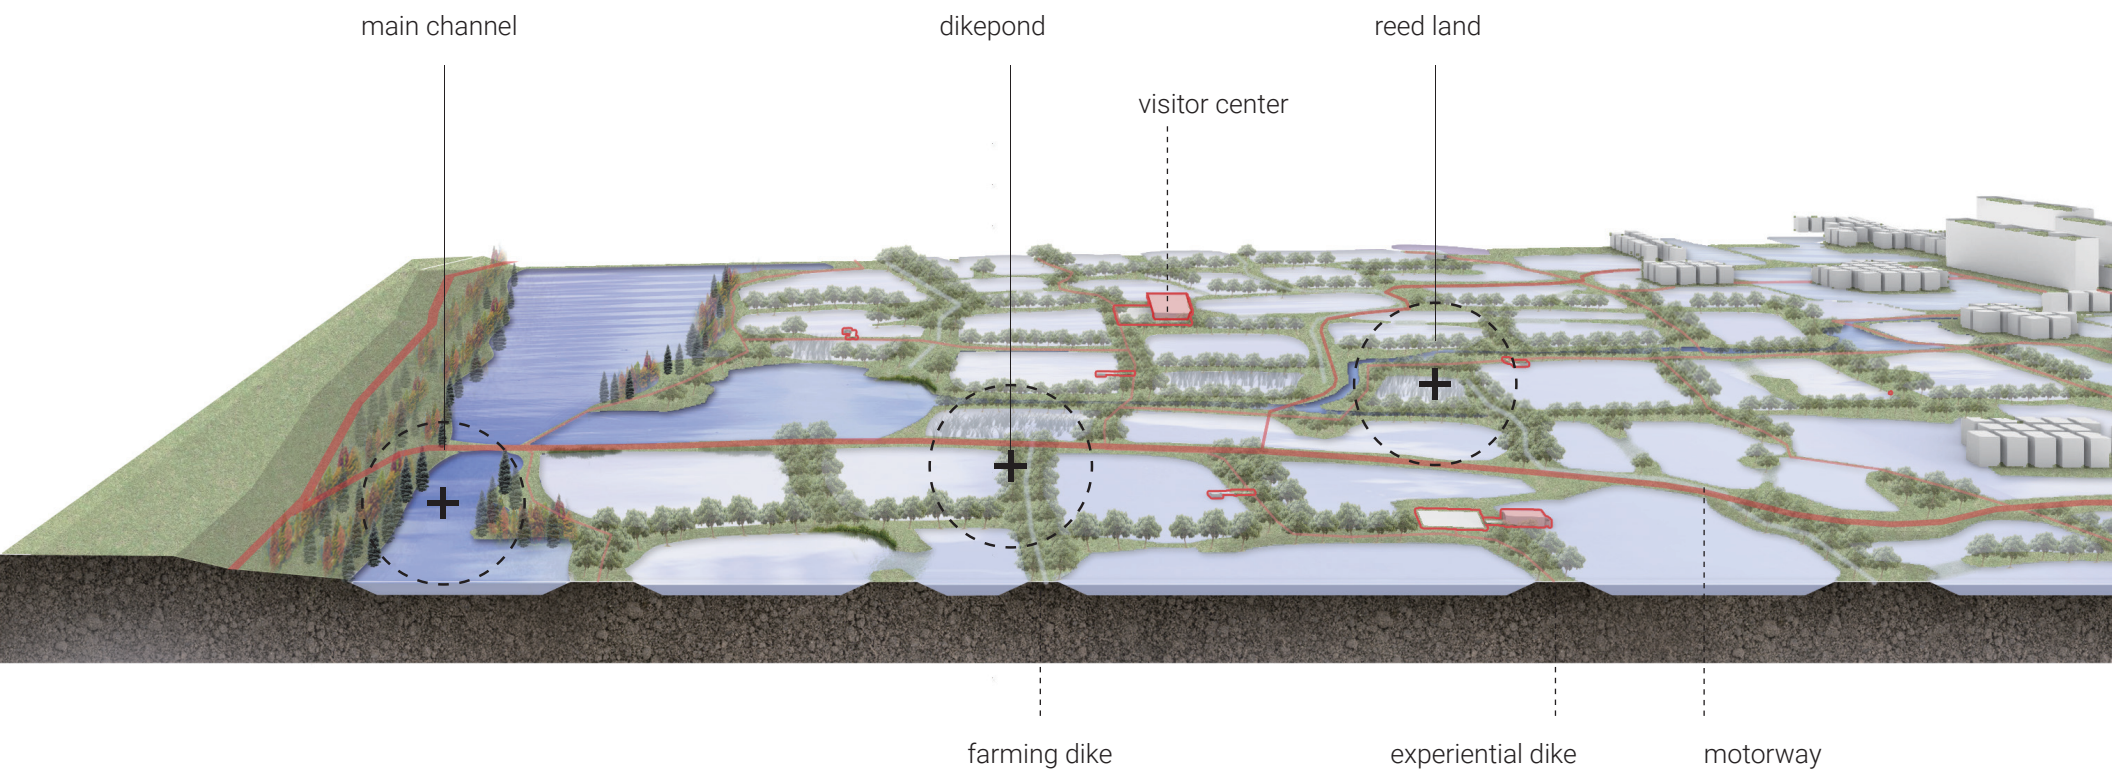 main channel
dikepond
reed land
visitor center
farming dike
experiential dike
motorway